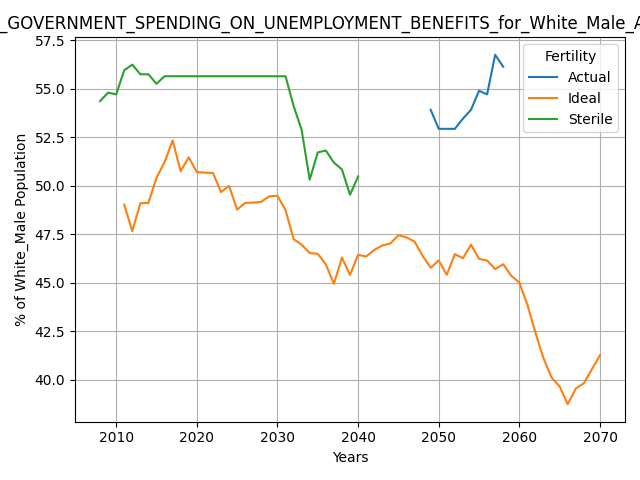 _GOVERNMENT_SPENDING_ON_UNEMPLOYMENT_BENEFITS_for_White_Male_A
57.5
55.0
52.5
50.0
47.5
45.0
42.5
40.0
% of White_Male Population
Fertility
Actual
Ideal
Sterile
2010 2020 2030 2040 2050 2060 2070
Years